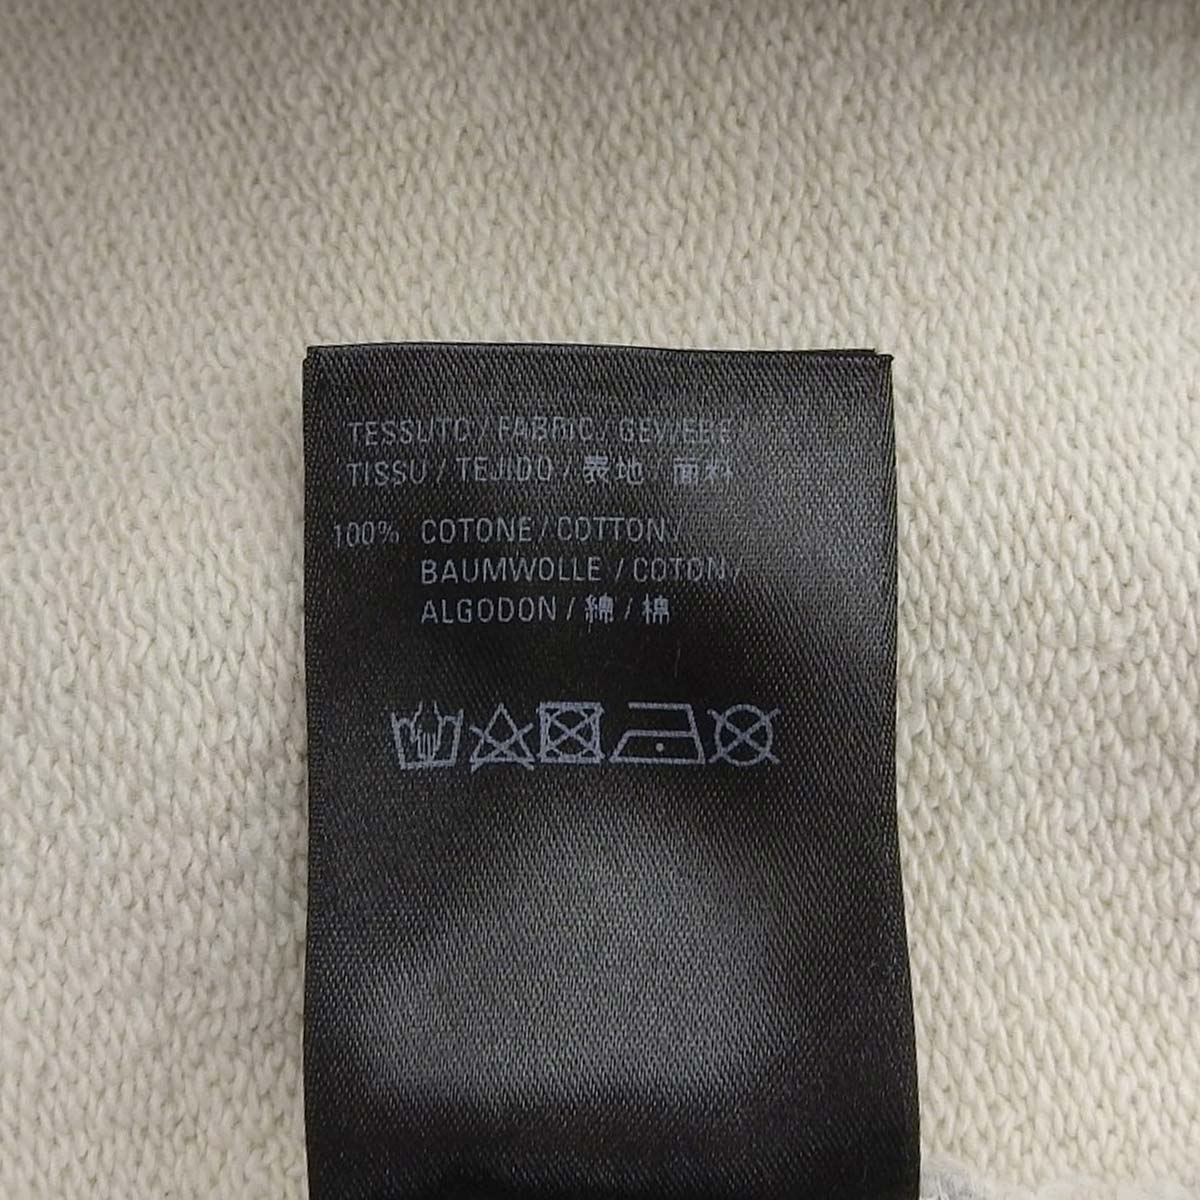 TESSUTO / FABRIC / GEWEBE
TISSU / TEJIDO / 表地 / 面料
100% COTONE / COTTON /
BAUMWOLLE / COTON /
ALGODON / 綿 / 棉